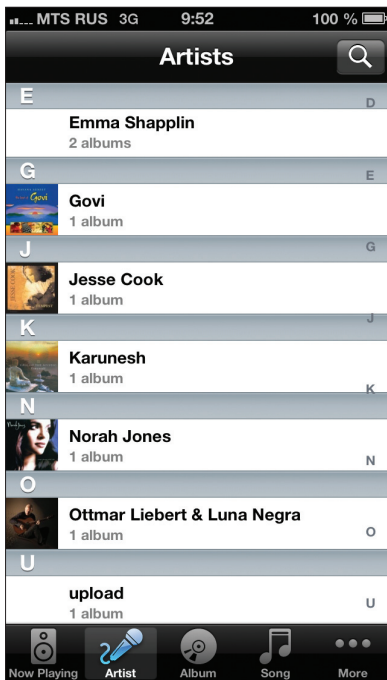 MTS RUS 3G 9:52 100 %
Artists
E
D
Emma Shapplin
2 albums
G
E
Govi
Govi
1 album
J
G
Jesse Cook
1 album
K
J
Karunesh
1 album
K
N
Norah Jones
1 album
N
O
Ottmar Liebert & Luna Negra
1 album
O
U
upload
1 album
U
Now Playing Artist Album Song More